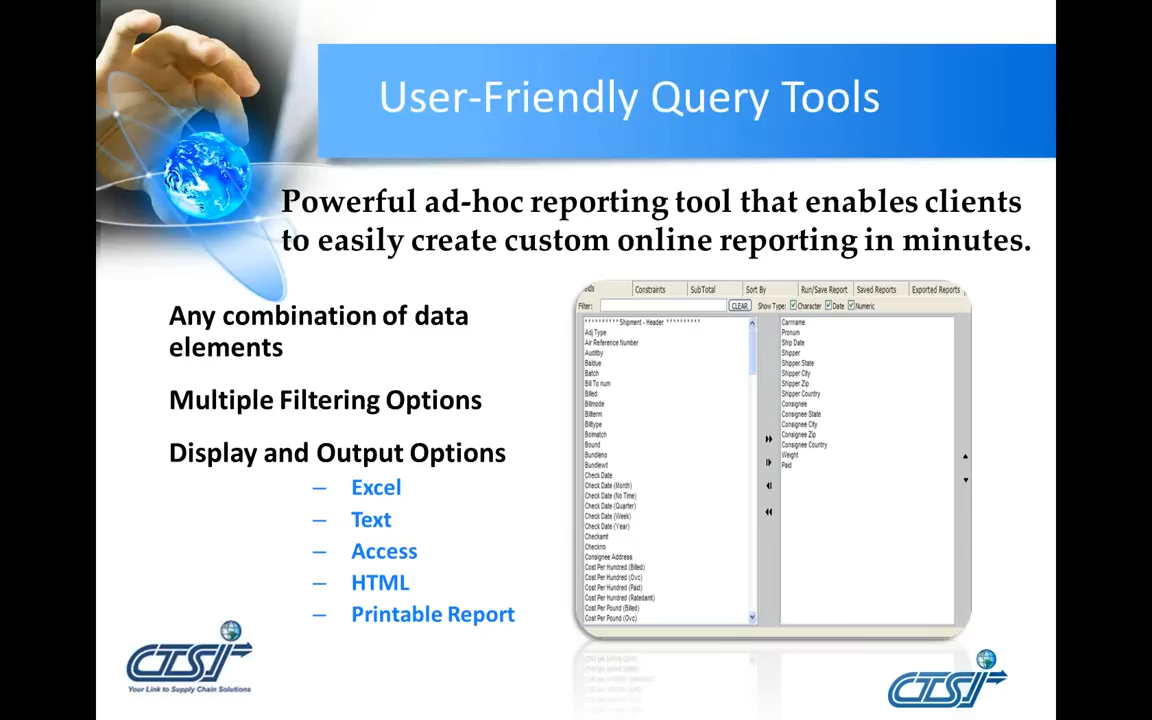 User-Friendly Query Tools
Powerful ad-hoc reporting tool that enables clients
to easily create custom online reporting in minutes.
Any combination of data
elements
Multiple Filtering Options
Display and Output Options
– Excel
– Text
– Access
– HTML
– Printable Report
Constraints SubTotal Sort By Run/Save Report Saved Reports Exported Reports
Filter: CLEAR Show Type: Character Date Numeric
********** Shipment - Header **********
Adj Type
Air Reference Number
Auditby
Baldue
Batch
Bill To num
Billed
Billmode
Billterm
Billtype
Bolmatch
Bound
Bundleno
Bundlewt
Check Date
Check Date (Month)
Check Date (No Time)
Check Date (Quarter)
Check Date (Week)
Check Date (Year)
Checkamt
Checkno
Consignee Address
Cost Per Hundred (Billed)
Cost Per Hundred (Ovc)
Cost Per Hundred (Paid)
Cost Per Hundred (Ratedamt)
Cost Per Pound (Billed)
Cost Per Pound (Ovc)
Carrname
Pronum
Ship Date
Shipper
Shipper State
Shipper City
Shipper Zip
Shipper Country
Consignee
Consignee State
Consignee City
Consignee Zip
Consignee Country
Weight
Paid
CTSI
Your Link to Supply Chain Solutions
CTSI